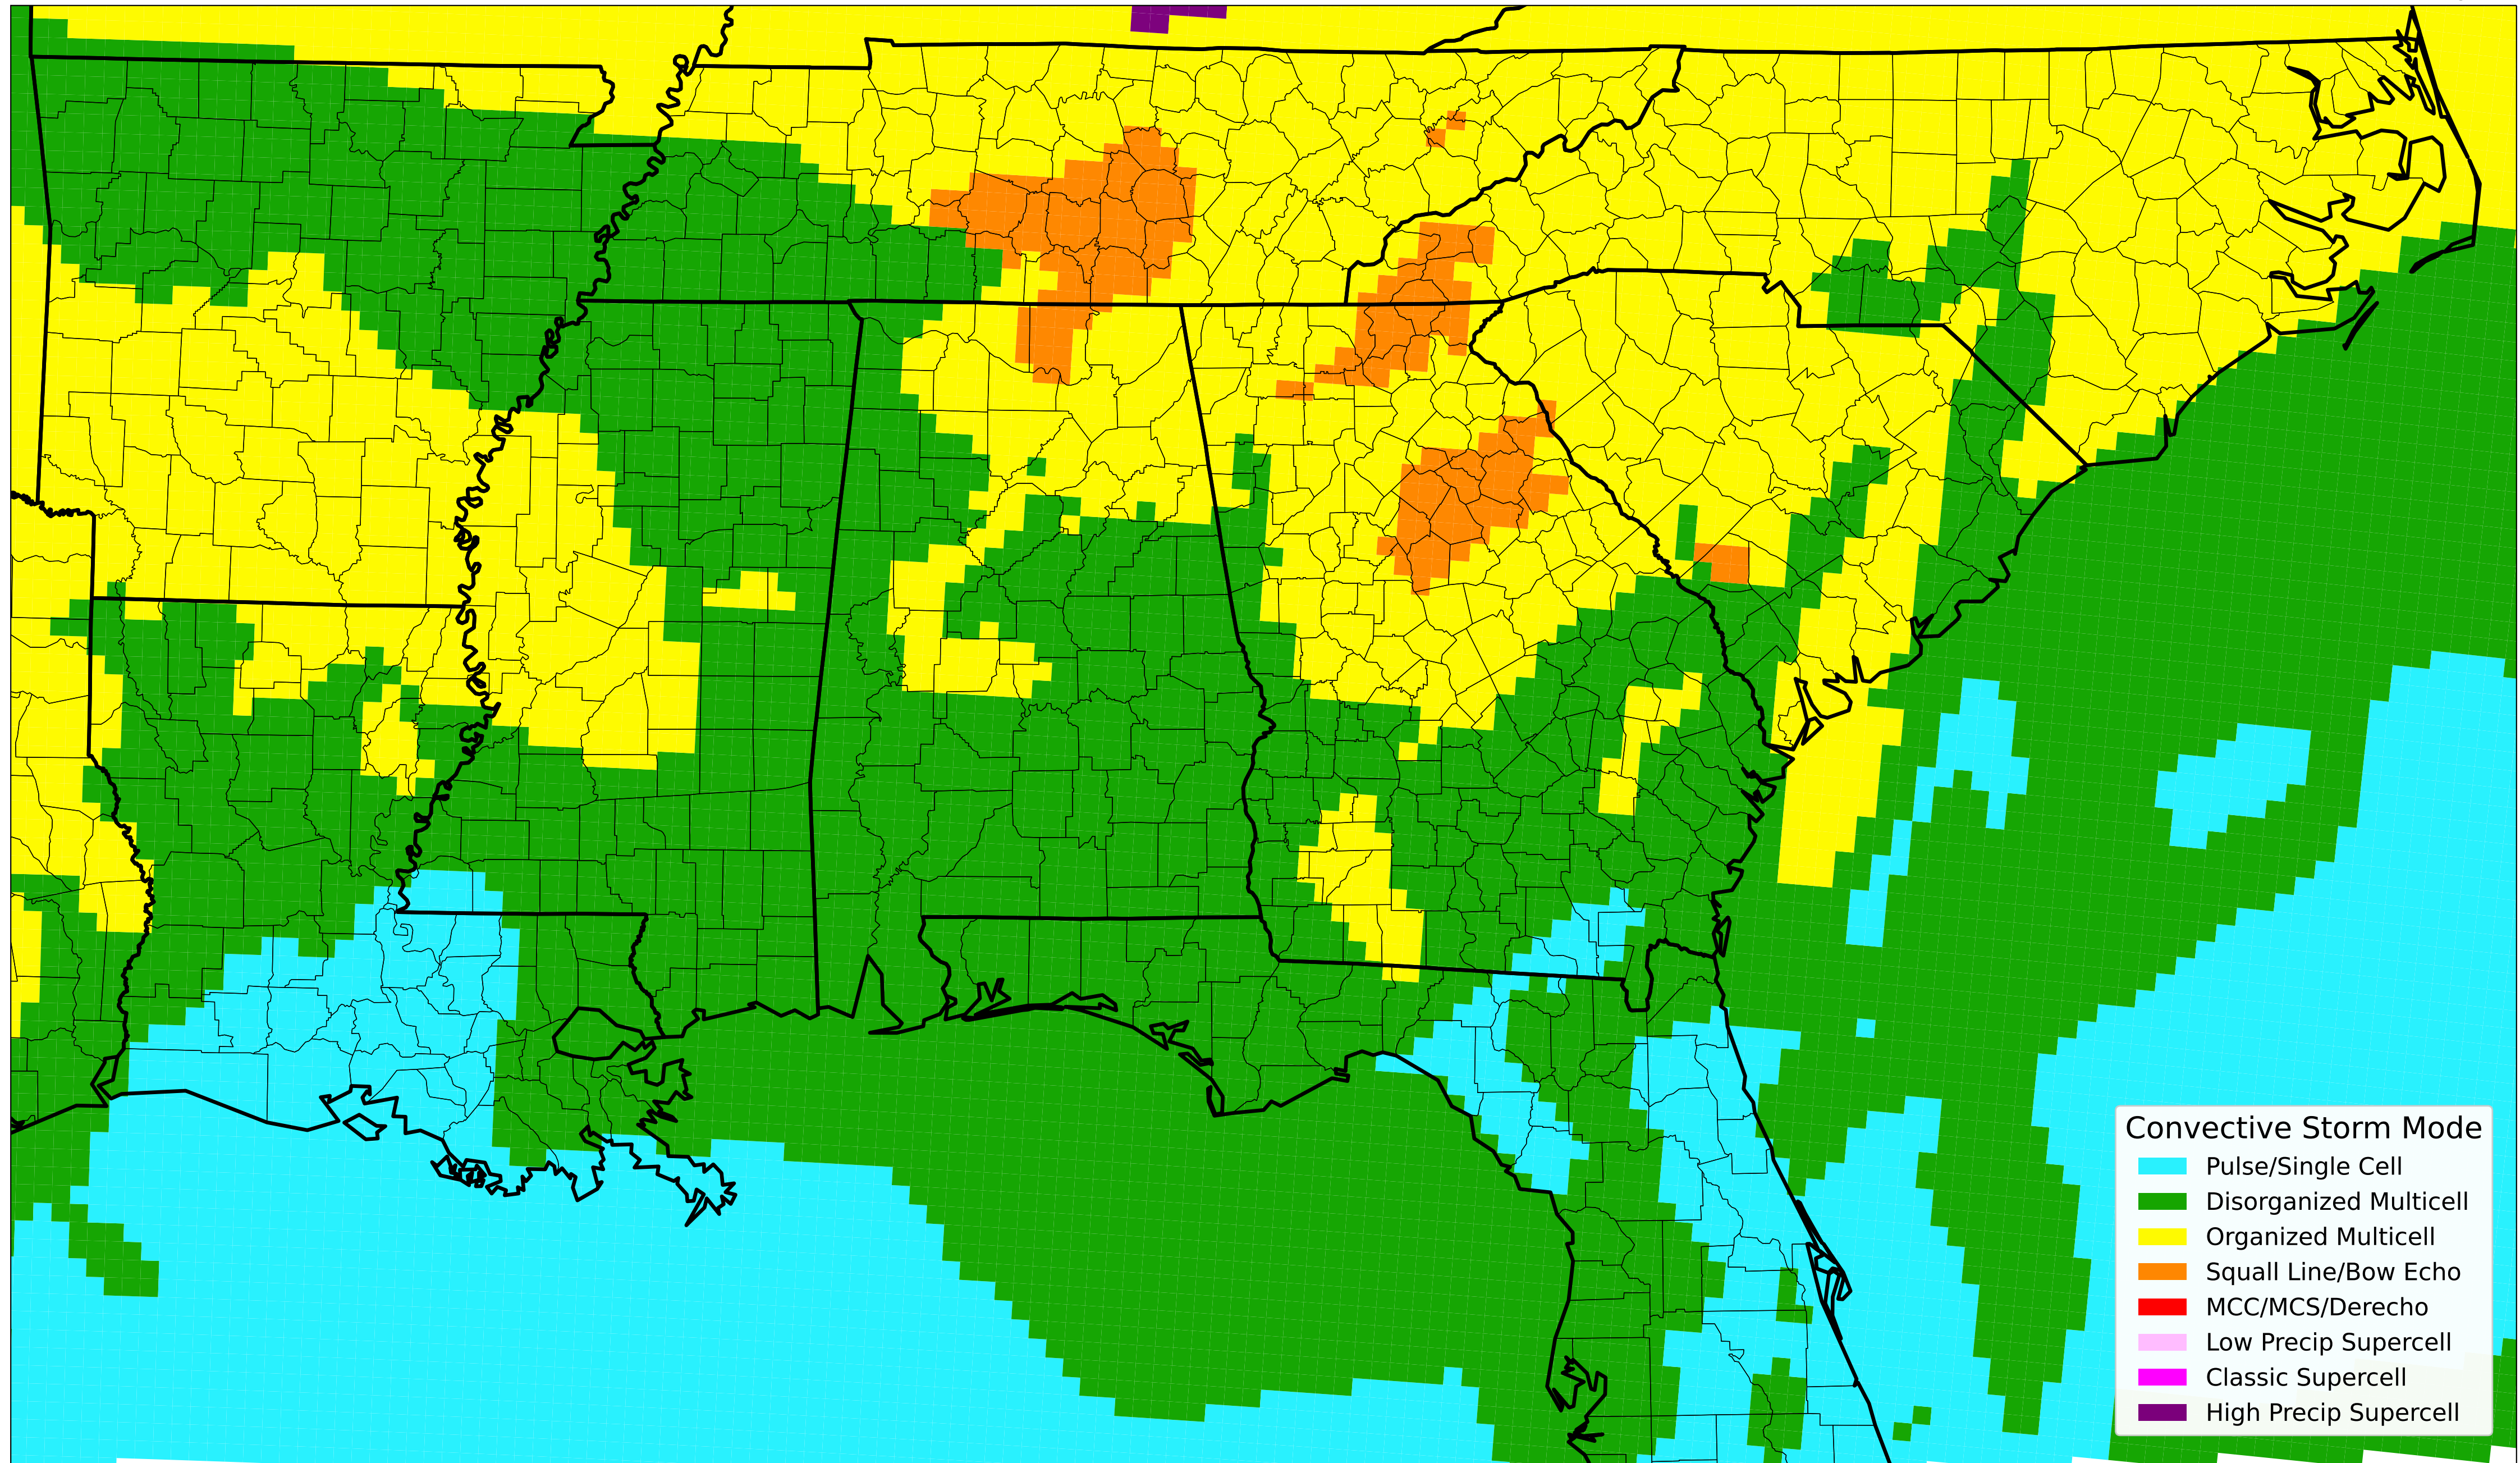 Convective Storm Mode
Pulse/Single Cell
Disorganized Multicell
Organized Multicell
Squall Line/Bow Echo
MCC/MCS/Derecho
Low Precip Supercell
Classic Supercell
High Precip Supercell